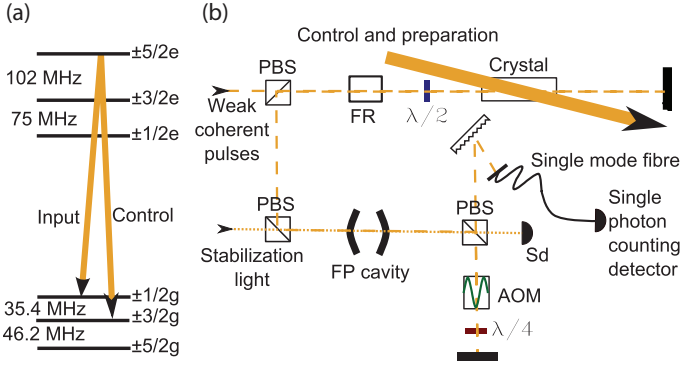 (a)
±5/2e
102 MHz
±3/2e
75 MHz
±1/2e
Input
Control
±1/2g
35.4 MHz
±3/2g
46.2 MHz
±5/2g
(b)
Control and preparation
PBS
Crystal
Weak
coherent
pulses
FR
λ/2
Single mode fibre
PBS
PBS
Single
photon
counting
detector
Stabilization
light
FP cavity
Sd
AOM
λ/4